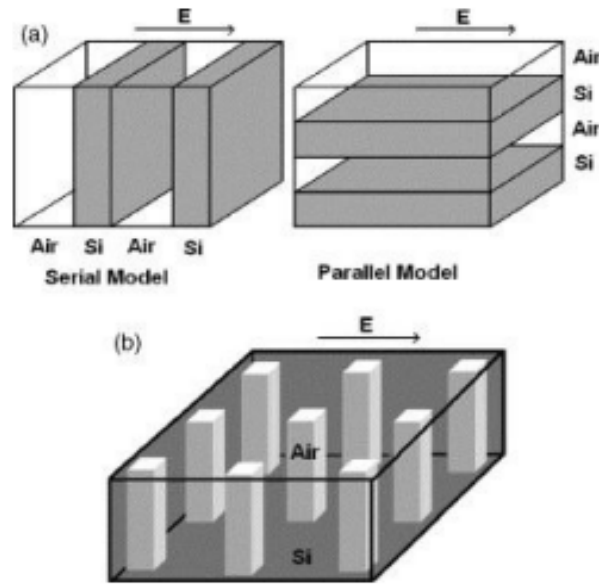 (a)
E
E
Air
Si
Air
Si
Air Si Air Si
Serial Model
Parallel Model
(b)
E
Air
Si